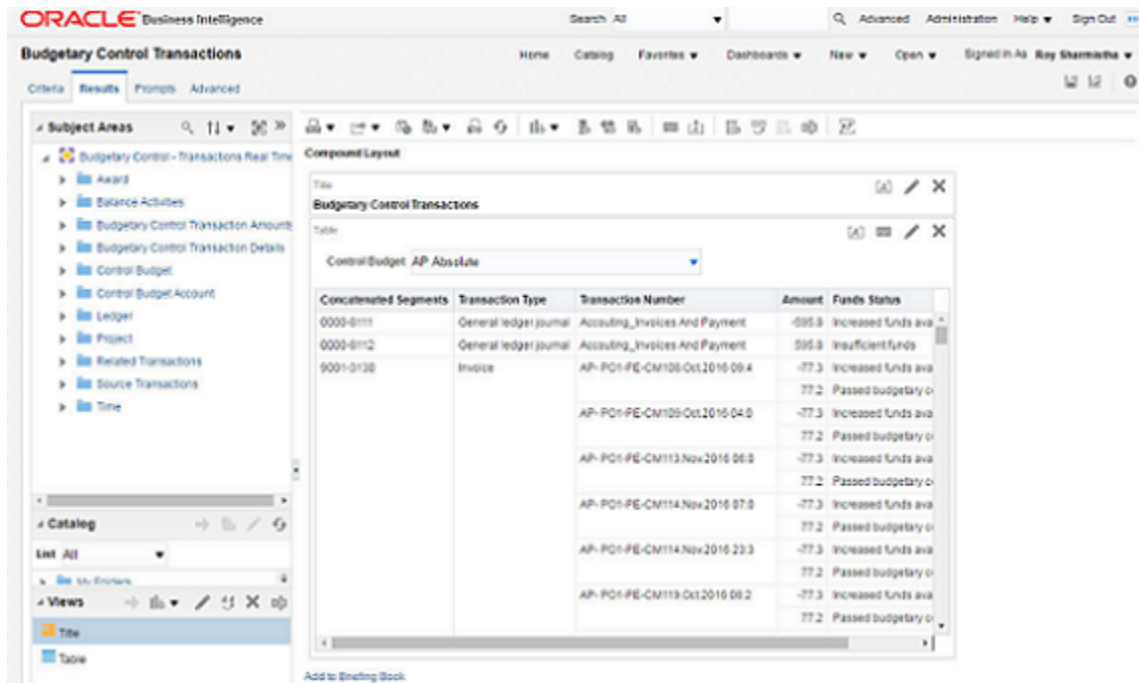 ORACLE Business Intelligence
Search All
Advanced Administration Help Sign Out
Budgetary Control Transactions
Home Catalog Favorites Dashboards New Open Signed In As Roy Sharmistha
Criteria Results Prompts Advanced
Subject Areas
Budgetary Control - Transactions Real Time
Award
Balance Activities
Budgetary Control Transaction Amounts
Budgetary Control Transaction Details
Control Budget
Control Budget Account
Ledger
Project
Related Transactions
Source Transactions
Time
Catalog
List All
My Folders
Views
Title
Table
Compound Layout
Title
Budgetary Control Transactions
Table
Control Budget AP Absolute
Concatenated Segments Transaction Type Transaction Number Amount Funds Status
0000-6111 General ledger journal Accouting_Invoices And Payment -595.8 Increased funds ava
0000-6112 General ledger journal Accouting_Invoices And Payment 595.8 Insufficient funds
9001-3130 Invoice AP- PO1-PE-CM108.Oct.2016 09:4 -77.3 Increased funds ava
77.2 Passed budgetary c
AP- PO1-PE-CM109.Oct.2016 04:0 -77.3 Increased funds ava
77.2 Passed budgetary c
AP- PO1-PE-CM113.Nov.2016 06:0 -77.3 Increased funds ava
77.2 Passed budgetary c
AP- PO1-PE-CM114.Nov.2016 07:0 -77.3 Increased funds ava
77.2 Passed budgetary c
AP- PO1-PE-CM114.Nov.2016 23:3 -77.3 Increased funds ava
77.2 Passed budgetary c
AP- PO1-PE-CM119.Oct.2016 08:2 -77.3 Increased funds ava
77.2 Passed budgetary c
Add to Briefing Book